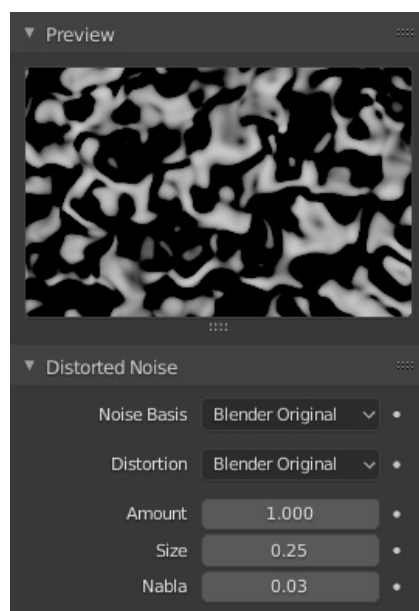 Preview
Distorted Noise
Noise Basis Blender Original
Distortion Blender Original
Amount 1.000
Size 0.25
Nabla 0.03